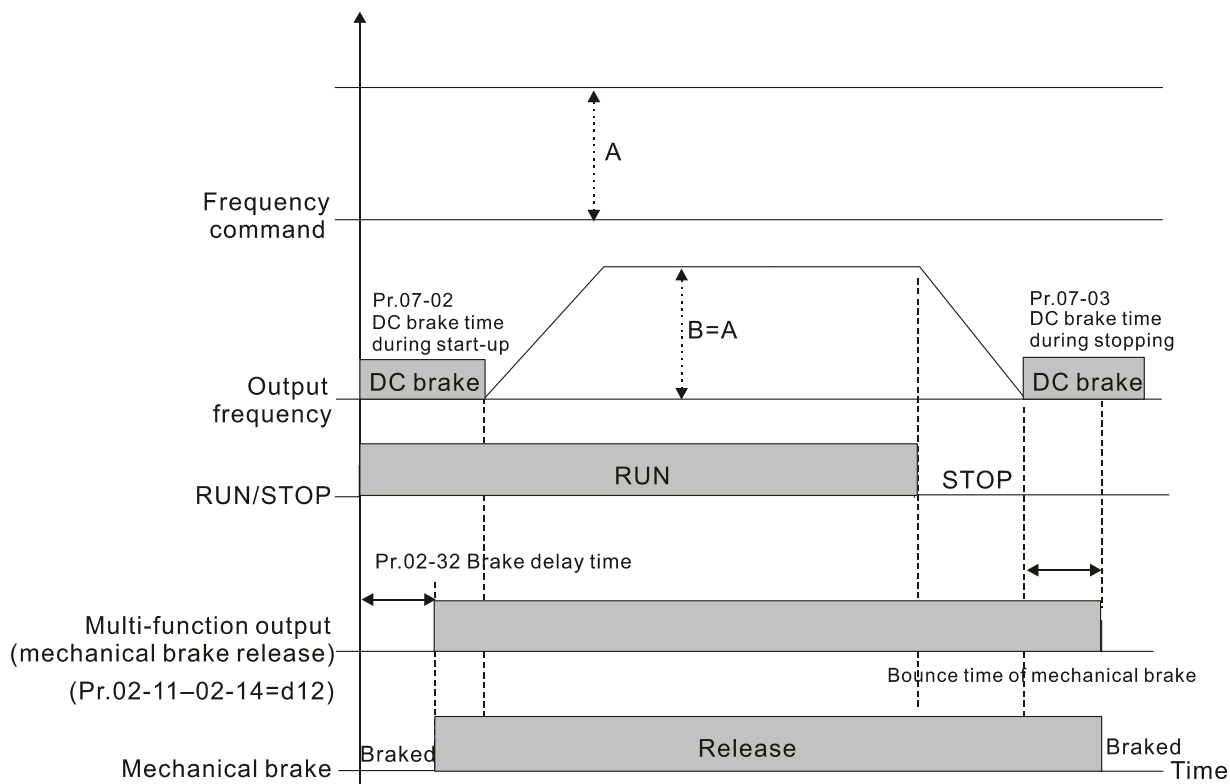 A
Frequency
command
Pr.07-02
DC brake time
during start-up
B=A
Pr.07-03
DC brake time
during stopping
DC brake
DC brake
Output
frequency
RUN
STOP
RUN/STOP
Pr.02-32 Brake delay time
Multi-function output
(mechanical brake release)
(Pr.02-11–02-14=d12)
Bounce time of mechanical brake
Braked
Release
Braked
Mechanical brake
Time